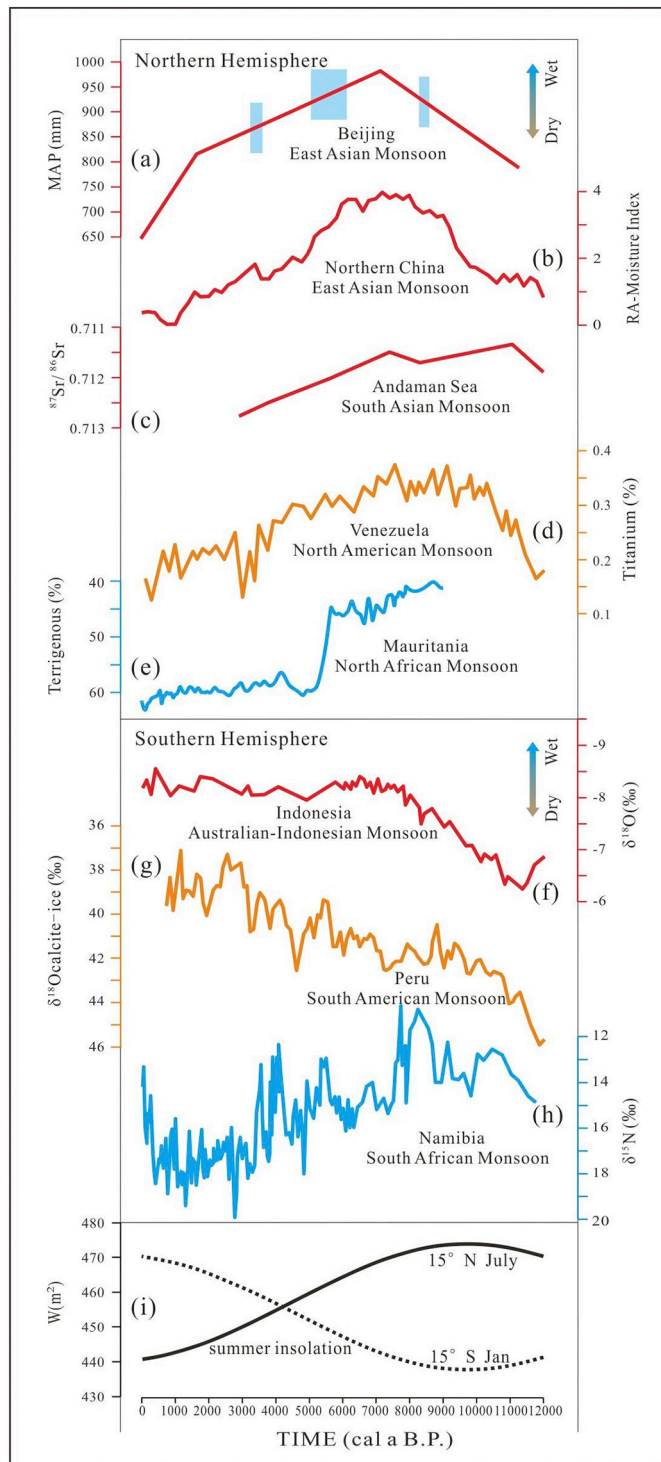 Northern Hemisphere
1000
950
900
850
800
750
700
650
MAP (mm)
Wet
Dry
(a)
Beijing
East Asian Monsoon
4
2
0
RA-Moisture Index
(b)
Northern China
East Asian Monsoon
0.711
0.712
0.713
87Sr/ 86Sr
(c)
Andaman Sea
South Asian Monsoon
0.4
0.3
0.2
0.1
Titanium (%)
(d)
Venezuela
North American Monsoon
40
50
60
Terrigenous (%)
(e)
Mauritania
North African Monsoon
Southern Hemisphere
Wet
Dry
-9
-8
-7
-6
δ18O(‰)
Indonesia
Australian-Indonesian Monsoon
(f)
36
38
40
42
44
46
δ18Ocalcite-ice (‰)
(g)
Peru
South American Monsoon
12
14
16
18
20
δ15N (‰)
(h)
Namibia
South African Monsoon
480
470
460
450
440
430
W(m2)
(i)
15° N July
summer insolation
15° S Jan
0 1000 2000 3000 4000 5000 6000 7000 8000 9000 10000 11000 12000
TIME (cal a B.P.)